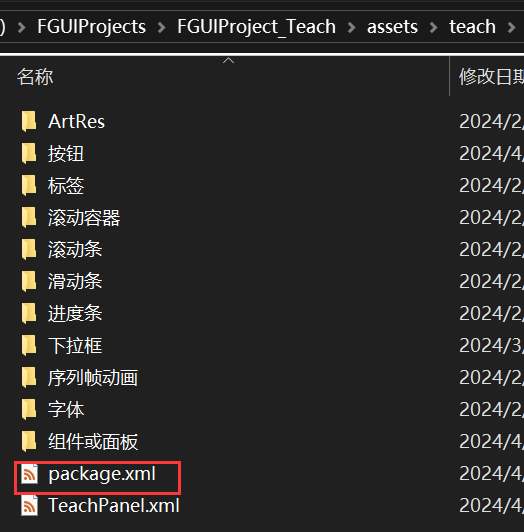 ) > FGUIProjects > FGUIProject_Teach > assets > teach >
名称 修改日期
ArtRes 2024/2/
按钮 2024/4/
标签 2024/2/
滚动容器 2024/2/
滚动条 2024/2/
滑动条 2024/2/
进度条 2024/2/
下拉框 2024/3/
序列帧动画 2024/2/
字体 2024/2/
组件或面板 2024/4/
package.xml 2024/4/
TeachPanel.xml 2024/4/